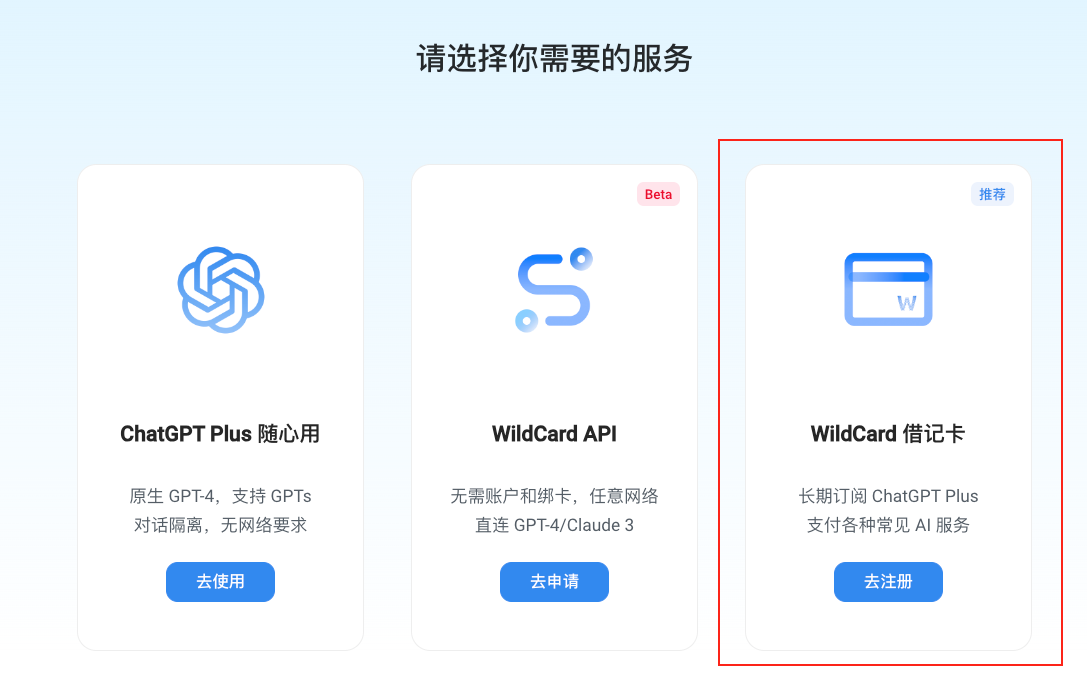 请选择你需要的服务
ChatGPT Plus 随心用
原生 GPT-4，支持 GPTs
对话隔离，无网络要求
去使用
Beta
WildCard API
无需账户和绑卡，任意网络
直连 GPT-4/Claude 3
去申请
推荐
W
WildCard 借记卡
长期订阅 ChatGPT Plus
支付各种常见 AI 服务
去注册